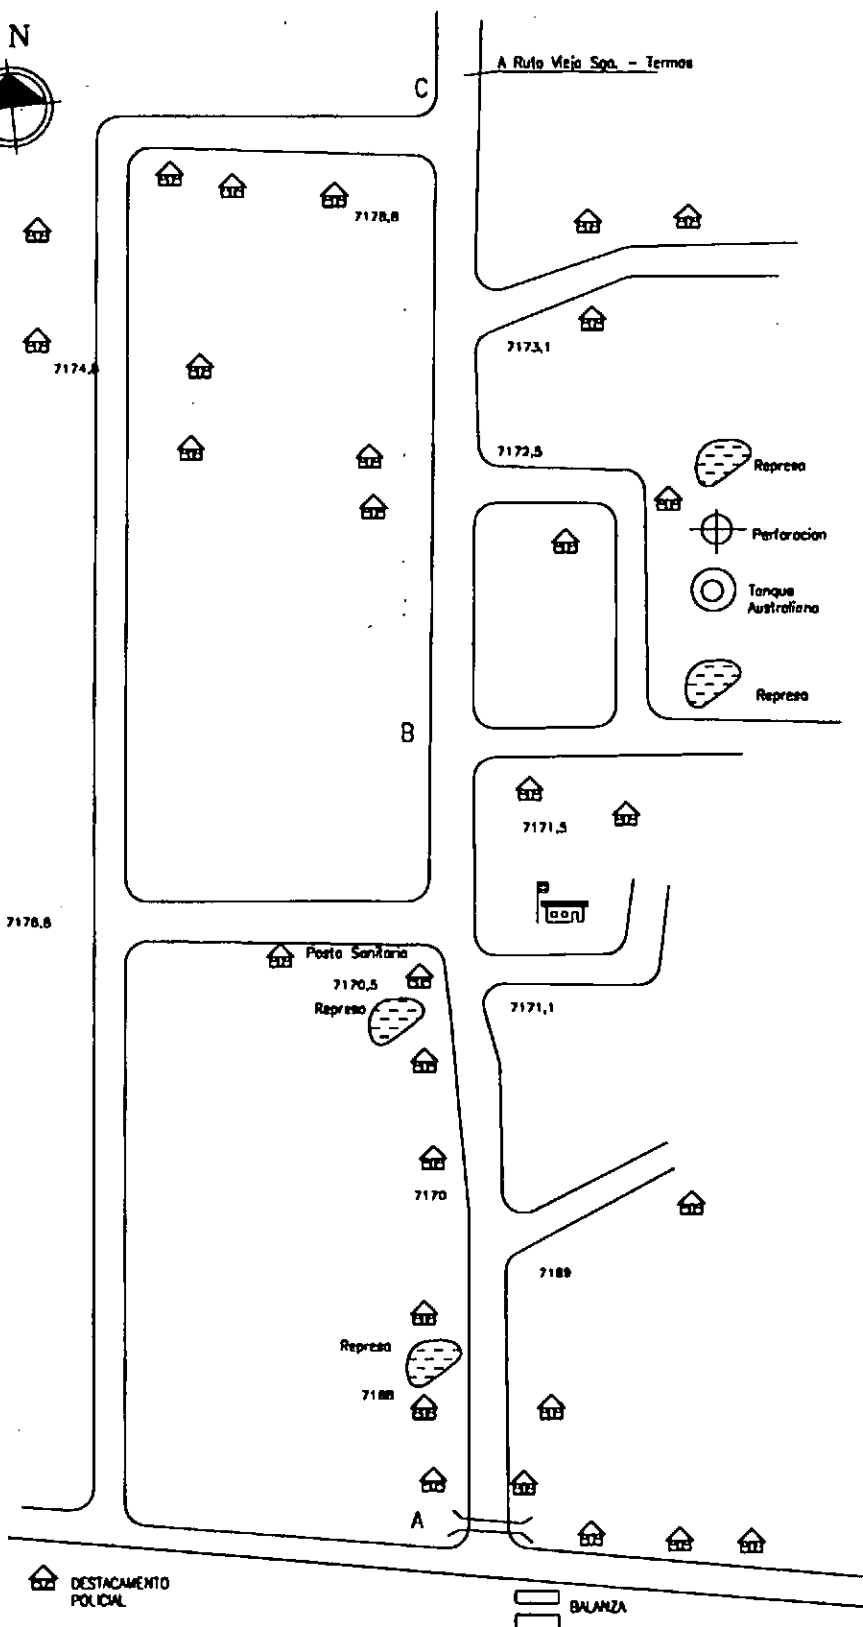 N
A Ruta Vieja Sgo. - Termas
C
7178,8
7173,1
7174,8
7172,5
Represa
Perforacion
Tanque
Australiano
Represa
B
7171,5
7176,6
Posta Sanitaria
7170,5
Represa
7171,1
7170
7169
Represa
7168
A
DESTACAMENTO
POLICIAL
BALANZA